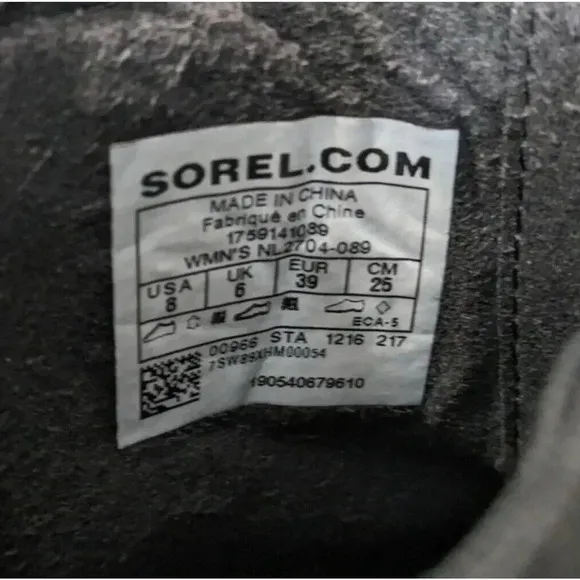 SOREL.COM
MADE IN CHINA
Fabriqué en Chine
1759141089
WMN'S NL2704-089
USA UK EUR CM
8 6 39 25
ECA-5
00966 STA 1216 217
7SW89XHM00054
190540679610